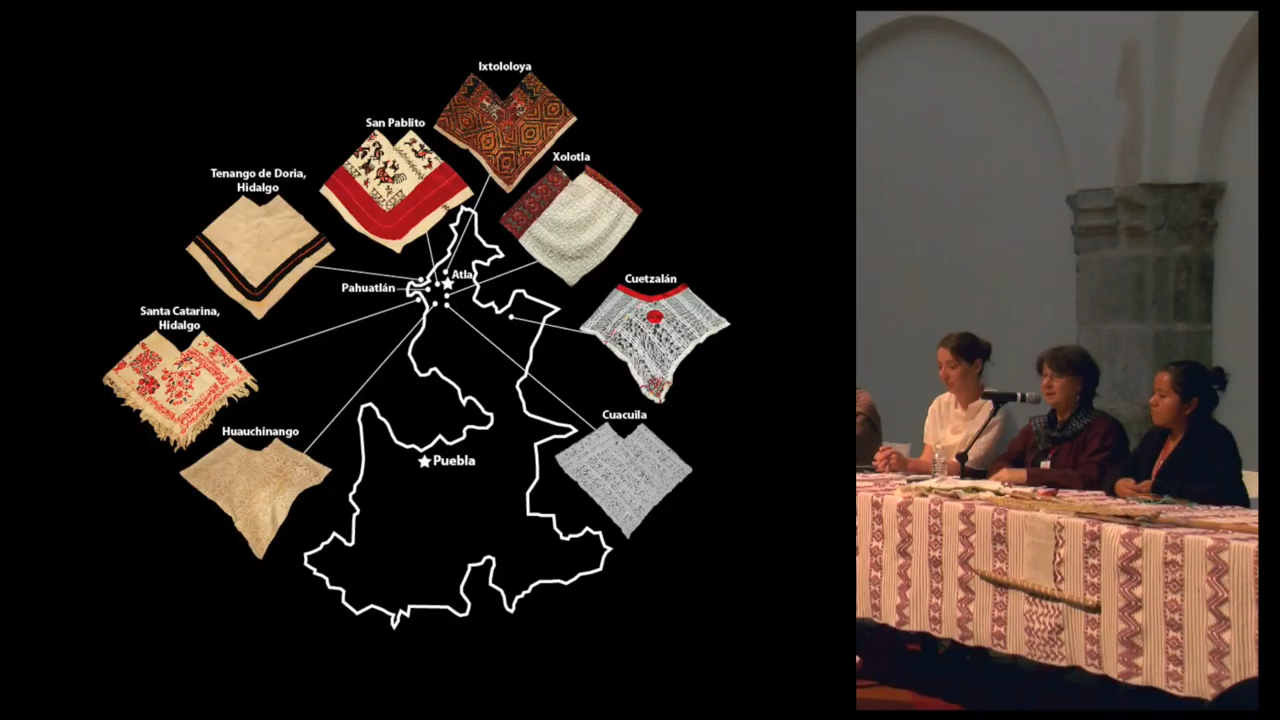 Ixtololoya
San Pablito
Xolotla
Tenango de Doria,
Hidalgo
Atla
Pahuatlán
Cuetzalán
Santa Catarina,
Hidalgo
Cuacuila
Huauchinango
Puebla